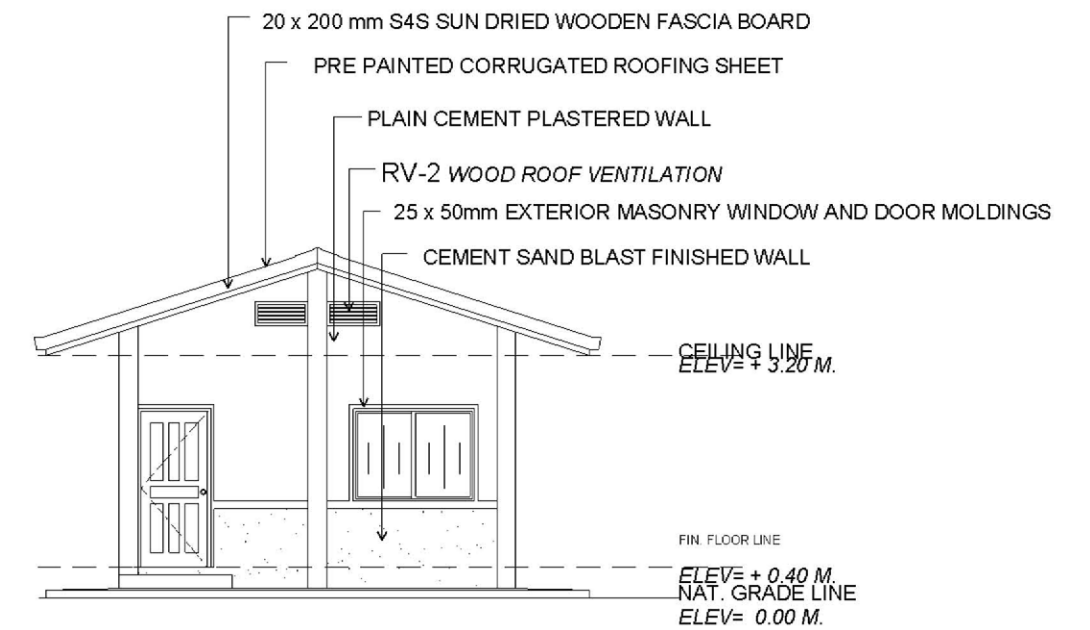 20 x 200 mm S4S SUN DRIED WOODEN FASCIA BOARD
PRE PAINTED CORRUGATED ROOFING SHEET
PLAIN CEMENT PLASTERED WALL
RV-2 WOOD ROOF VENTILATION
25 x 50mm EXTERIOR MASONRY WINDOW AND DOOR MOLDINGS
CEMENT SAND BLAST FINISHED WALL
CEILING LINE
ELEV= + 3.20 M.
FIN. FLOOR LINE
ELEV= + 0.40 M.
NAT. GRADE LINE
ELEV= 0.00 M.